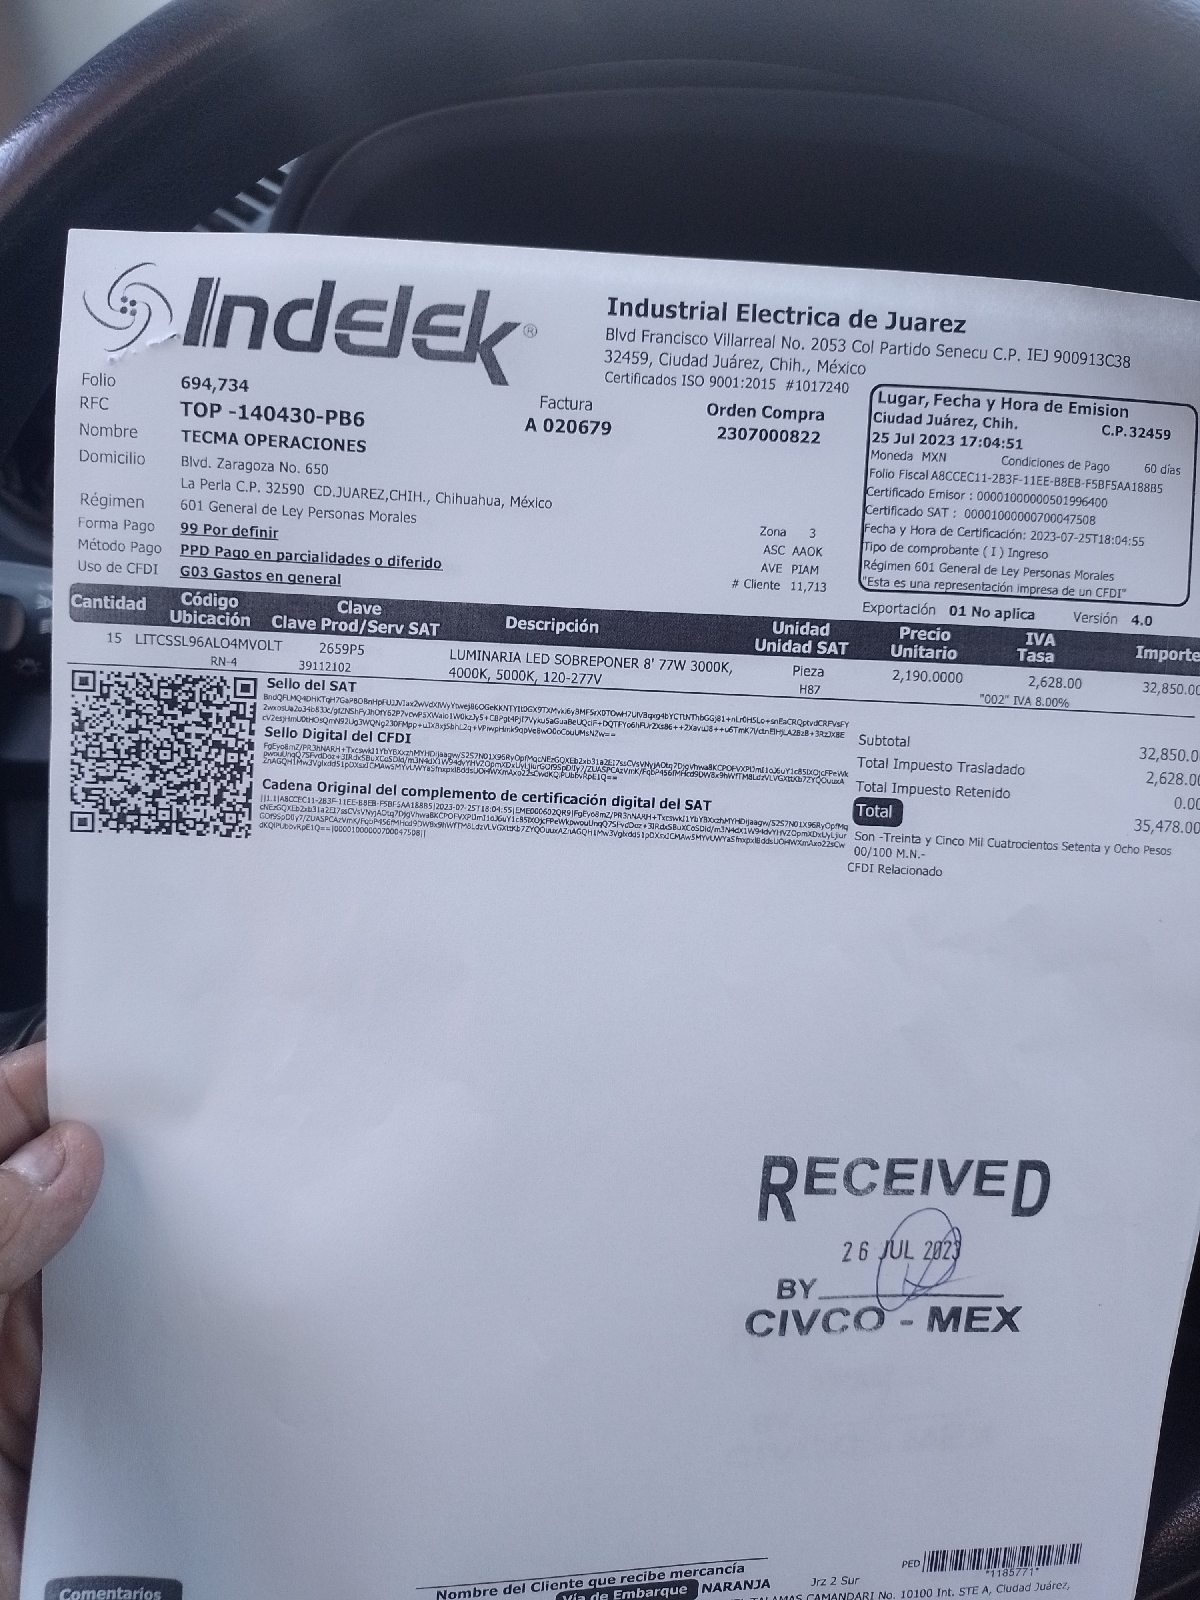 Indelek®
Industrial Electrica de Juarez
Blvd Francisco Villarreal No. 2053 Col Partido Senecu C.P. IEJ 900913C38
32459, Ciudad Juárez, Chih., México
Certificados ISO 9001:2015 #1017240
Folio 694,734
RFC TOP -140430-PB6
Nombre TECMA OPERACIONES
Domicilio Blvd. Zaragoza No. 650
La Perla C.P. 32590 CD.JUAREZ,CHIH., Chihuahua, México
Régimen 601 General de Ley Personas Morales
Forma Pago 99 Por definir
Método Pago PPD Pago en parcialidades o diferido
Uso de CFDI G03 Gastos en general
Factura
A 020679
Orden Compra
2307000822
Zona 3
ASC AAOK
AVE PIAM
# Cliente 11,713
Lugar, Fecha y Hora de Emision
Ciudad Juárez, Chih. C.P.32459
25 Jul 2023 17:04:51
Moneda MXN Condiciones de Pago 60 días
Folio Fiscal A8CCEC11-2B3F-11EE-B8EB-F5BF5AA188B5
Certificado Emisor : 00001000000501996400
Certificado SAT : 00001000000700047508
Fecha y Hora de Certificación: 2023-07-25T18:04:55
Tipo de comprobante ( I ) Ingreso
Régimen 601 General de Ley Personas Morales
"Esta es una representación impresa de un CFDI"
Exportación 01 No aplica Versión 4.0
Cantidad Código Ubicación Clave Clave Prod/Serv SAT Descripción Unidad Unidad SAT Precio Unitario IVA Tasa Importe
15 LITCSSL96ALO4MVOLT 2659P5 LUMINARIA LED SOBREPONER 8' 77W 3000K, Pieza 2,190.0000 2,628.00 32,850.00
RN-4 39112102 4000K, 5000K, 120-277V H87 "002" IVA 8.00%
Sello del SAT
Sello Digital del CFDI
Cadena Original del complemento de certificación digital del SAT
Subtotal 32,850.0
Total Impuesto Trasladado 2,628.00
Total Impuesto Retenido 0.00
Total 35,478.00
Son -Treinta y Cinco Mil Cuatrocientos Setenta y Ocho Pesos
00/100 M.N.-
CFDI Relacionado
RECEIVED
26 JUL 2023
BY
CIVCO - MEX
PED
*1185771*
Comentarios
Nombre del Cliente que recibe mercancía
Vía de Embarque NARANJA Jrz 2 Sur
TALAMAS CAMANDARI No. 10100 Int. STE A, Ciudad Juárez,